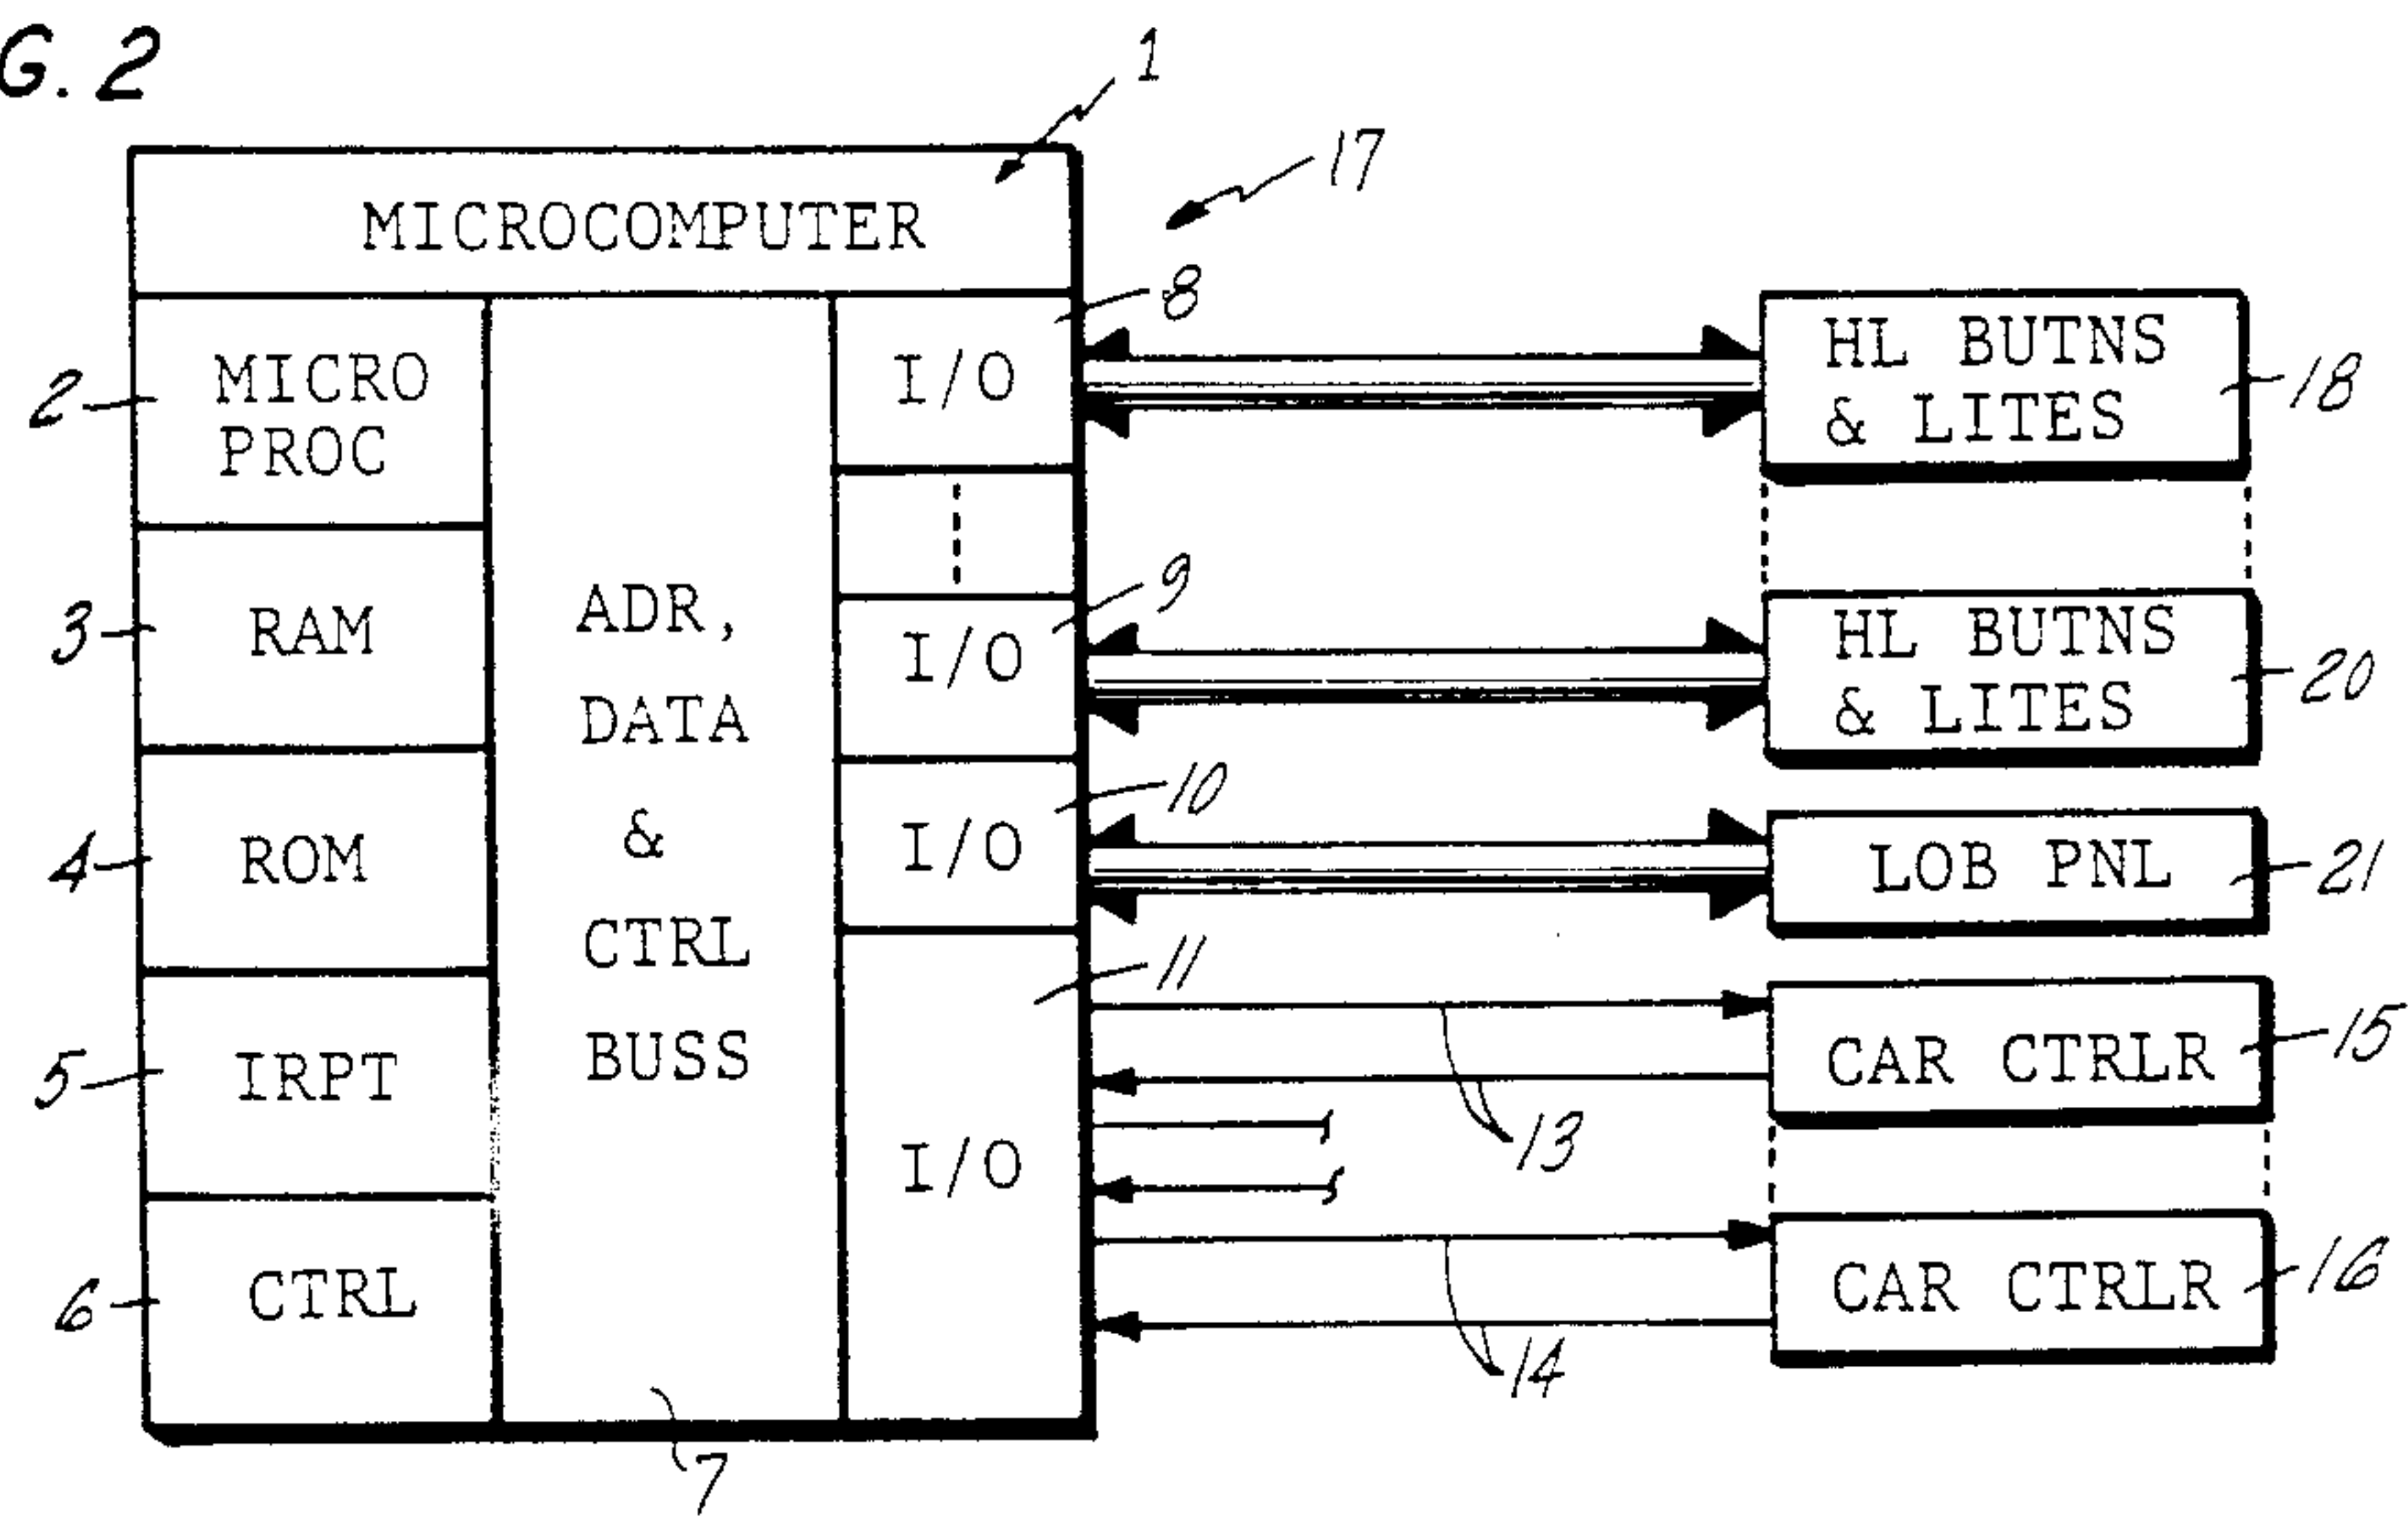 G. 2
1
17
MICROCOMPUTER
8
2
MICRO
PROC
I/O
HL BUTNS
& LITES
18
3
RAM
ADR,
DATA
&
CTRL
BUSS
9
I/O
HL BUTNS
& LITES
20
4
ROM
10
I/O
LOB PNL
21
5
IRPT
11
I/O
13
CAR CTRLR
15
6
CTRL
14
CAR CTRLR
16
7